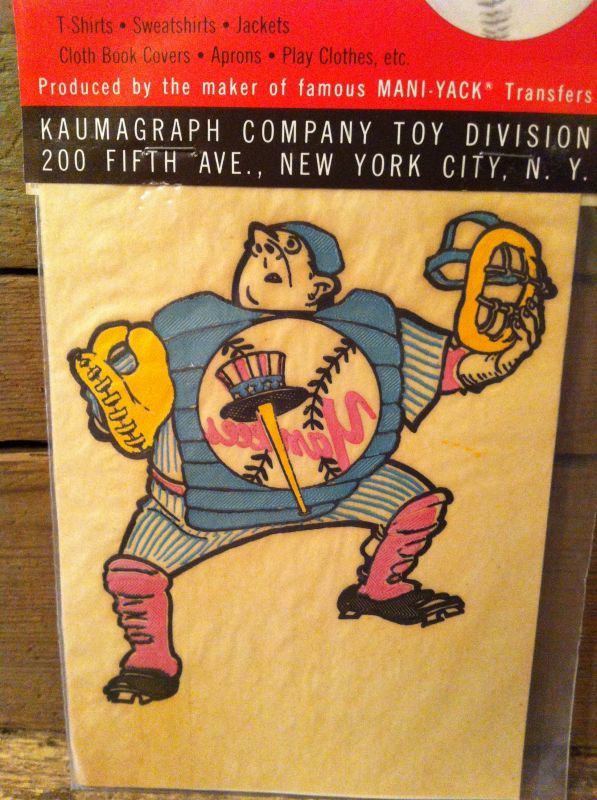 T-Shirts • Sweatshirts • Jackets
Cloth Book Covers • Aprons • Play Clothes, etc.
Produced by the maker of famous MANI-YACK® Transfers
KAUMAGRAPH COMPANY TOY DIVISION
200 FIFTH AVE., NEW YORK CITY, N. Y.
Yankees